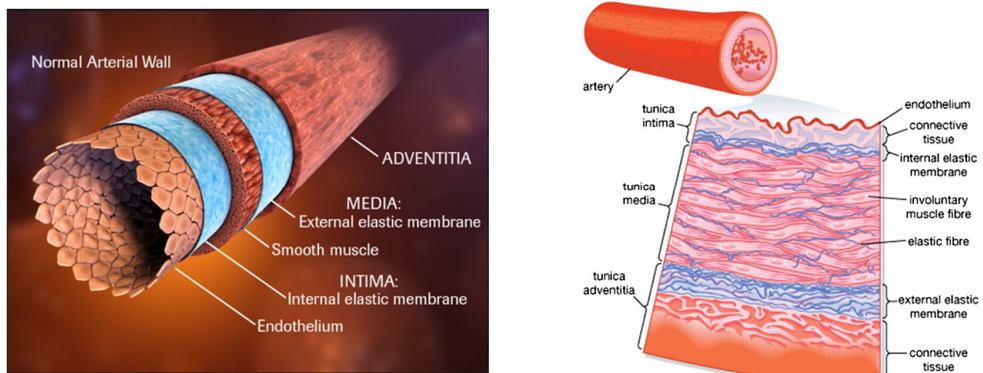 Normal Arterial Wall
ADVENTITIA
MEDIA:
External elastic membrane
Smooth muscle
INTIMA:
Internal elastic membrane
Endothelium
artery
tunica
intima
tunica
media
tunica
adventitia
endothelium
connective
tissue
internal elastic
membrane
involuntary
muscle fibre
elastic fibre
external elastic
membrane
connective
tissue